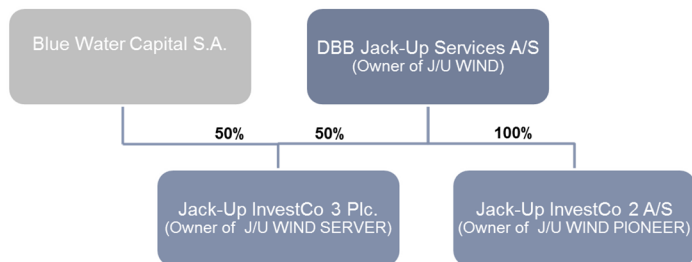 Blue Water Capital S.A.
DBB Jack-Up Services A/S
(Owner of J/U WIND)
50%
50%
100%
Jack-Up InvestCo 3 Plc.
(Owner of J/U WIND SERVER)
Jack-Up InvestCo 2 A/S
(Owner of J/U WIND PIONEER)